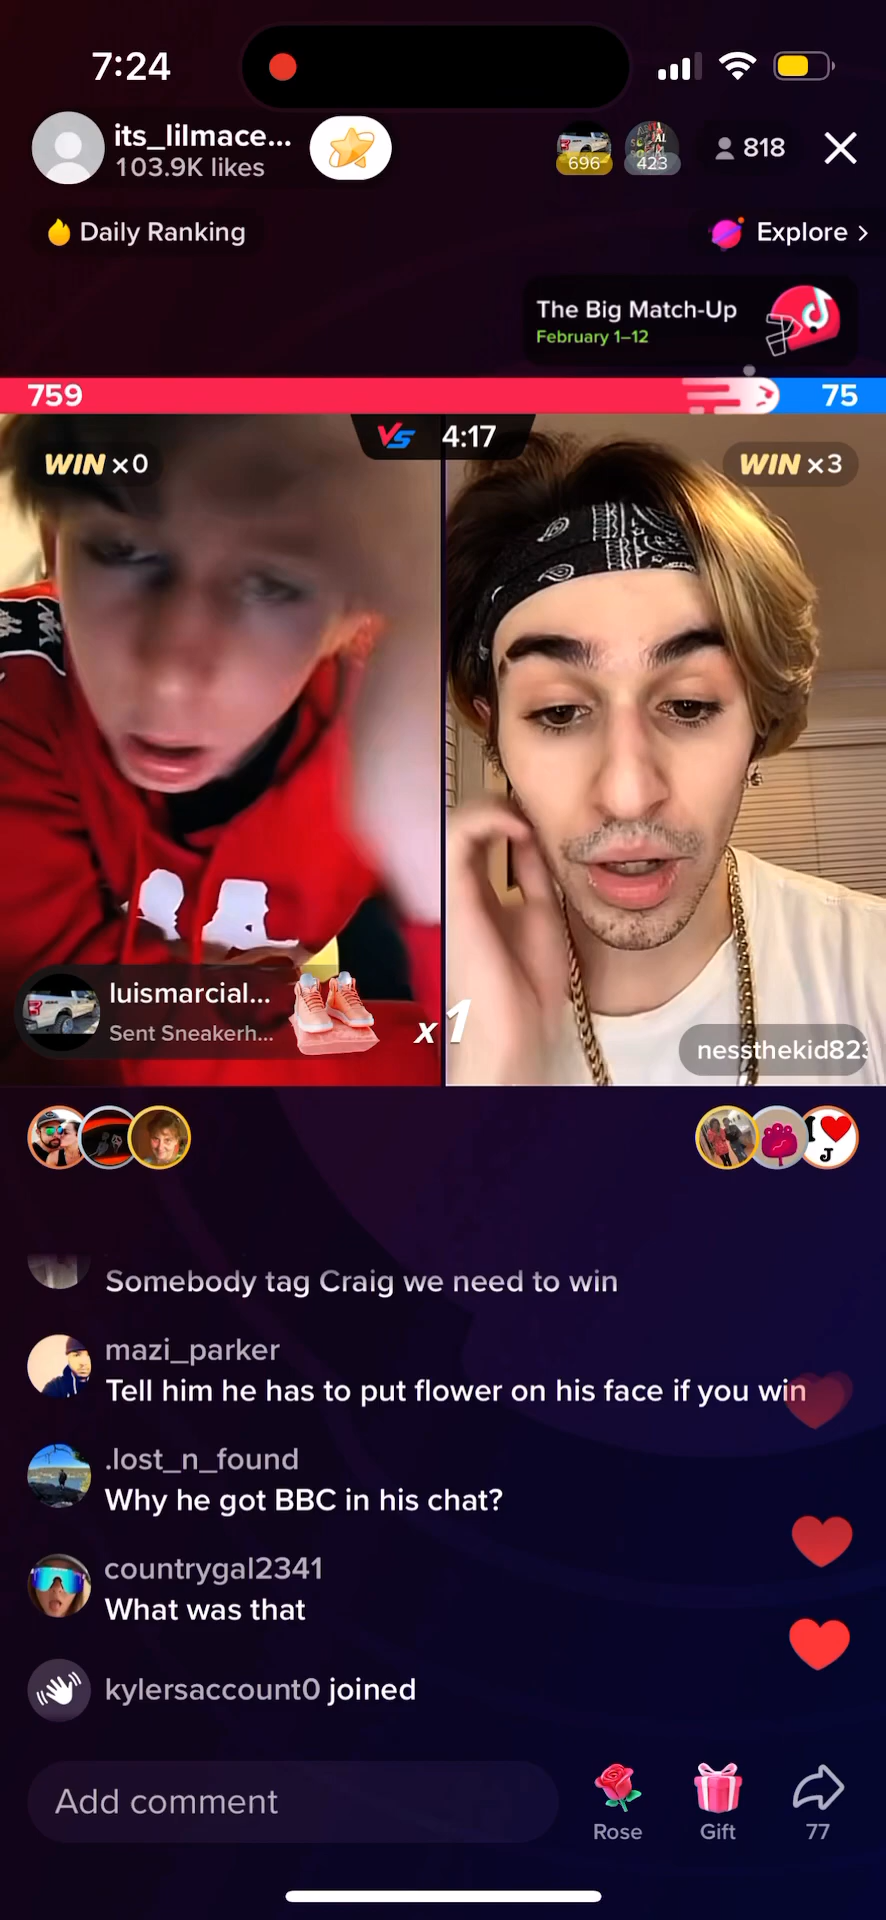 7:24
its_lilmace...
103.9K likes
696
423
818
Daily Ranking
Explore >
The Big Match-Up
February 1–12
759
75
VS 4:17
WIN x0
WIN x3
luismarcial...
Sent Sneakerh...
x1
nessthekid823
Somebody tag Craig we need to win
mazi_parker
Tell him he has to put flower on his face if you win
.lost_n_found
Why he got BBC in his chat?
countrygal2341
What was that
kylersaccount0 joined
Add comment
Rose
Gift
77